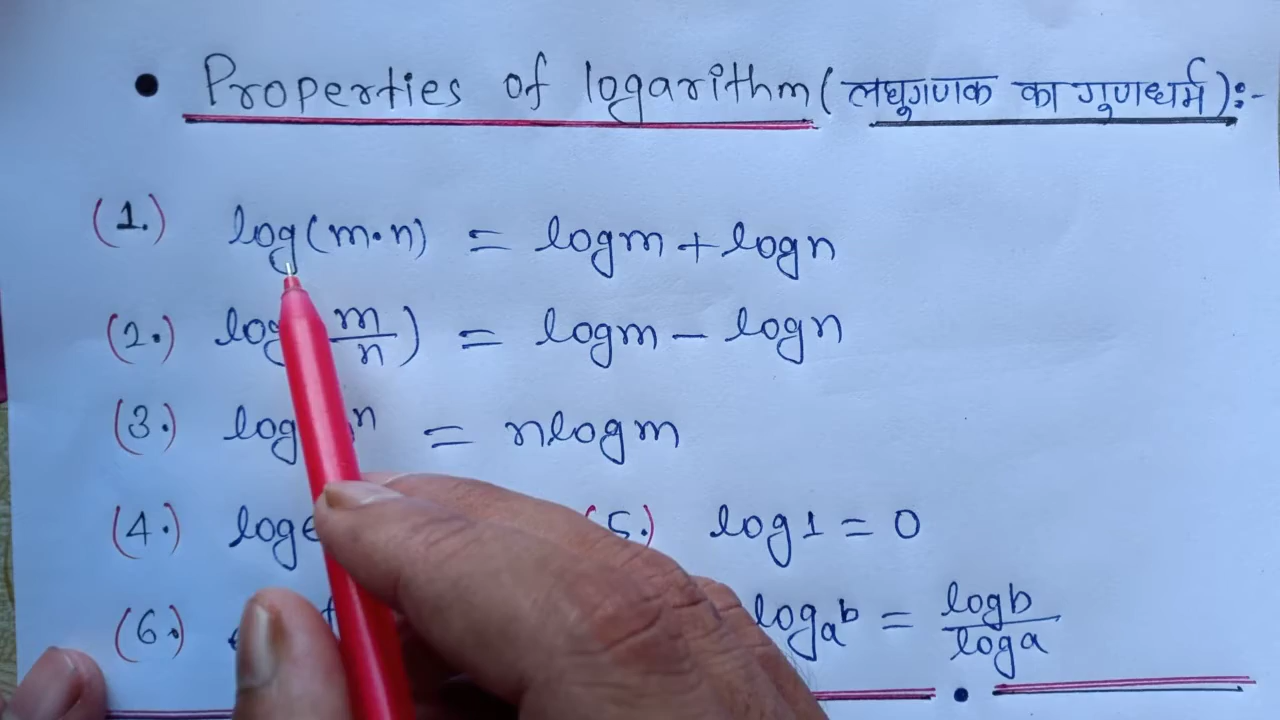 • Properties of logarithm (लघुगणक का गुणधर्म):-
(1.) log(m·n) = logm + logn
(2.) log m/n) = logm - logn
(3.) log n = nlogm
(4.) loge (5.) log1 = 0
(6.) logₐb = logb/loga